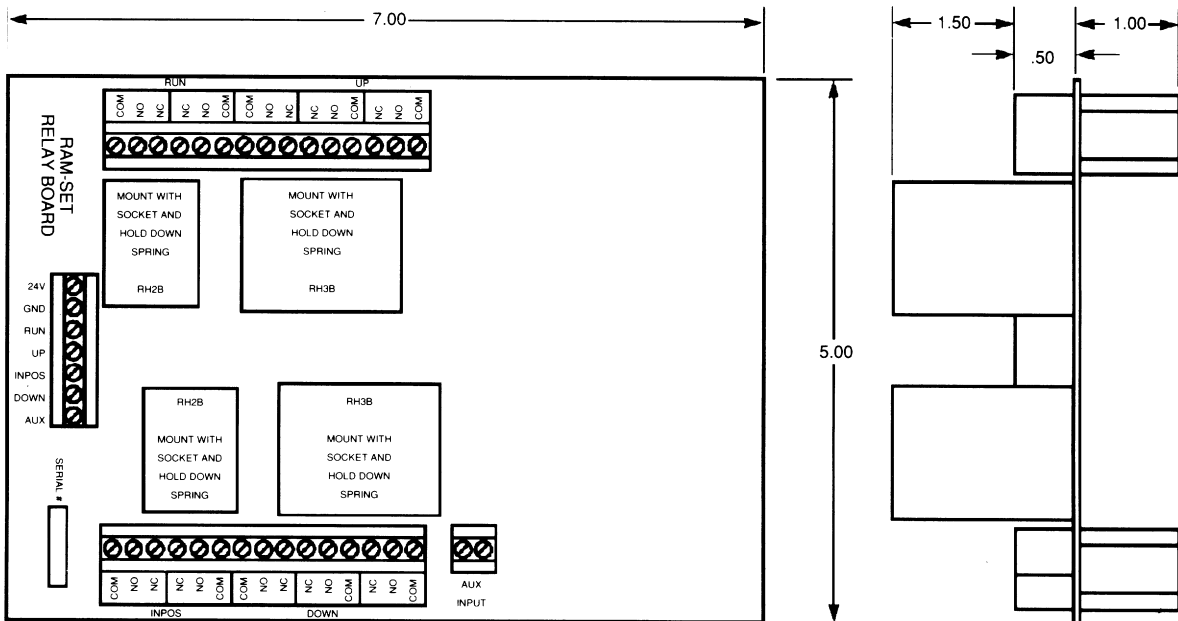 7.00
1.50
1.00
.50
RUN
UP
COM NO NC NC NO COM COM NO NC NC NO COM NC NO COM
RAM-SET
RELAY BOARD
MOUNT WITH
SOCKET AND
HOLD DOWN
SPRING
RH2B
MOUNT WITH
SOCKET AND
HOLD DOWN
SPRING
RH3B
24V
GND
RUN
UP
INPOS
DOWN
AUX
5.00
RH2B
MOUNT WITH
SOCKET AND
HOLD DOWN
SPRING
RH3B
MOUNT WITH
SOCKET AND
HOLD DOWN
SPRING
SERIAL #
COM NO NC NC NO COM COM NO NC NC NO COM NC NO COM
INPOS
DOWN
AUX
INPUT